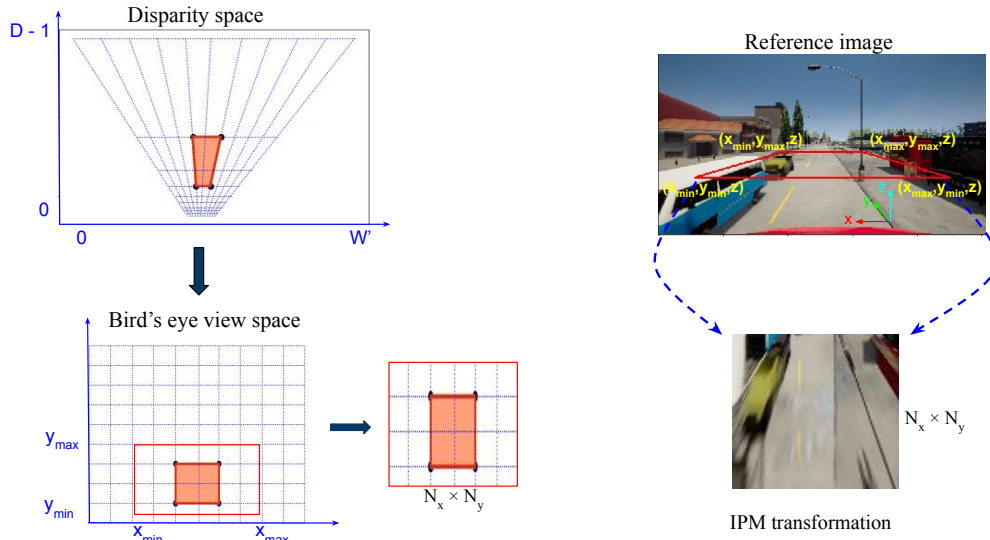 Disparity space
D - 1
0
0
W'
Bird's eye view space
y_max
y_min
x_min
x_max
N_x × N_y
Reference image
(x_min,y_max,z)
(x_max,y_max,z)
(x_min,y_min,z)
(x_max,y_min,z)
z
y
x
N_x × N_y
IPM transformation